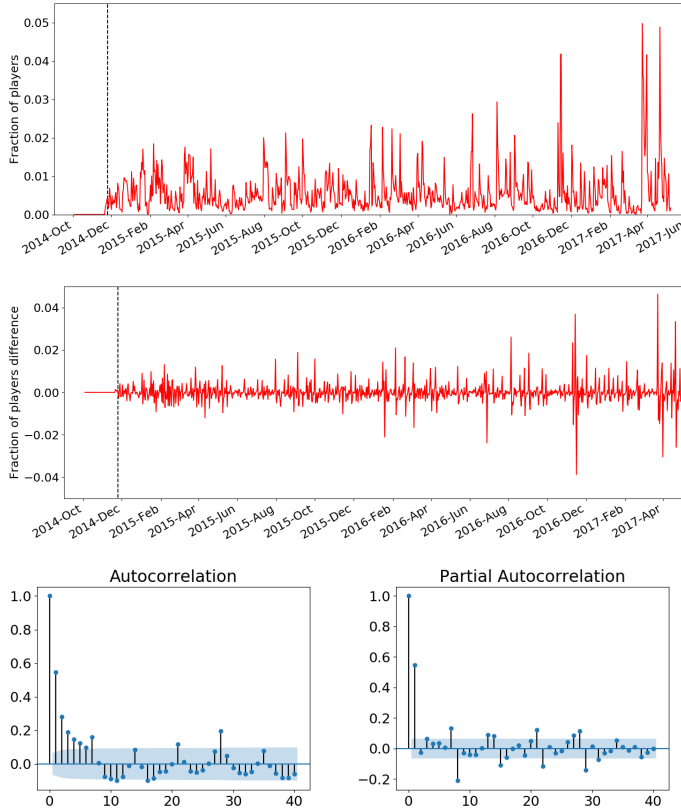 Fraction of players
0.05
0.04
0.03
0.02
0.01
0.00
2014-Oct
2014-Dec
2015-Feb
2015-Apr
2015-Jun
2015-Aug
2015-Oct
2015-Dec
2016-Feb
2016-Apr
2016-Jun
2016-Aug
2016-Oct
2016-Dec
2017-Feb
2017-Apr
2017-Jun
Fraction of players difference
0.04
0.02
0.00
−0.02
−0.04
2014-Oct
2014-Dec
2015-Feb
2015-Apr
2015-Jun
2015-Aug
2015-Oct
2015-Dec
2016-Feb
2016-Apr
2016-Jun
2016-Aug
2016-Oct
2016-Dec
2017-Feb
2017-Apr
Autocorrelation
1.0
0.8
0.6
0.4
0.2
0.0
0 10 20 30 40
Partial Autocorrelation
1.0
0.8
0.6
0.4
0.2
0.0
−0.2
0 10 20 30 40